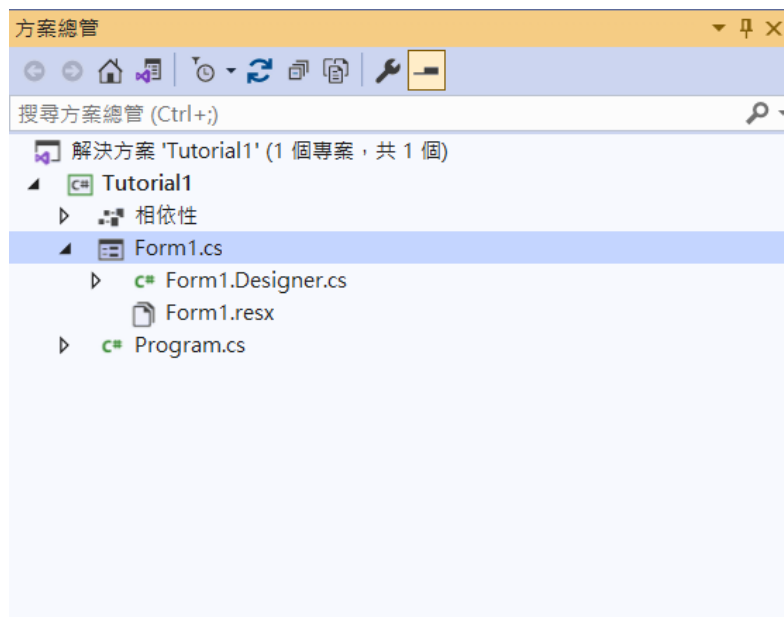 方案總管
搜尋方案總管 (Ctrl+;)
解決方案 'Tutorial1' (1 個專案，共 1 個)
C# Tutorial1
相依性
Form1.cs
C# Form1.Designer.cs
Form1.resx
C# Program.cs